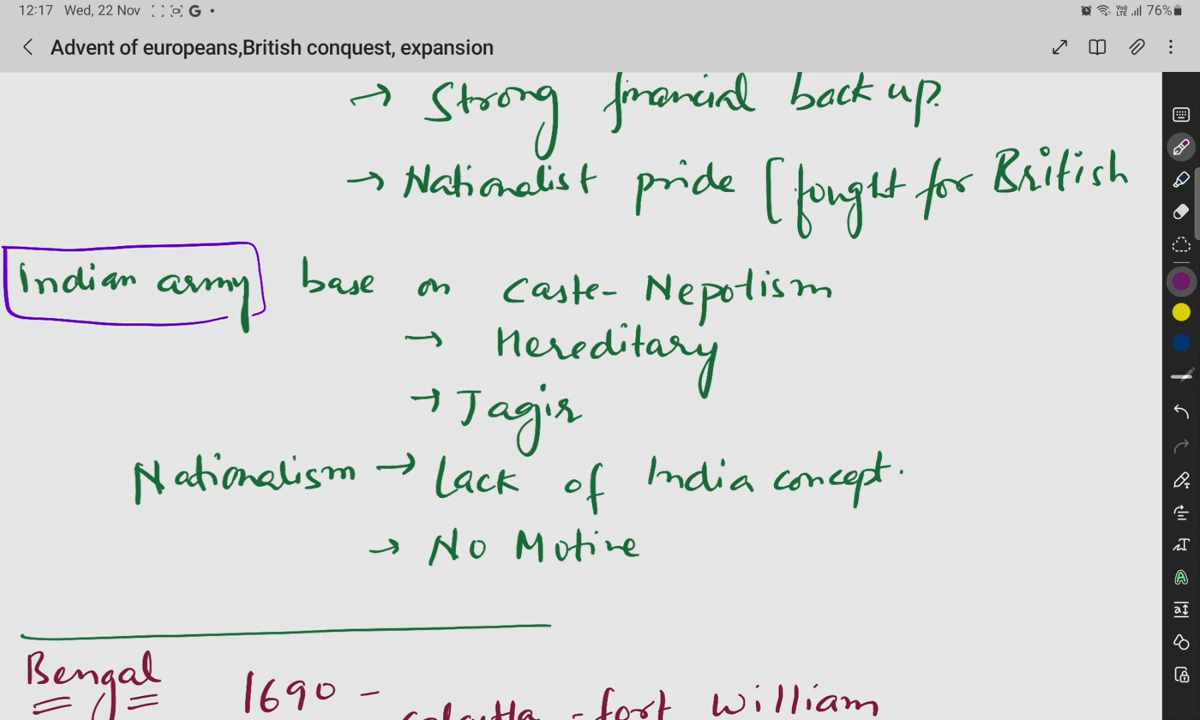 12:17 Wed, 22 Nov G 76%
Advent of europeans,British conquest, expansion
→ Strong financial back up.
→ Nationalist pride [fought for British
Indian army base on caste- Nepotism
→ Hereditary
→ Jagir
Nationalism → Lack of India concept.
→ No Motive
Bengal 1690 - calcutta - fort william